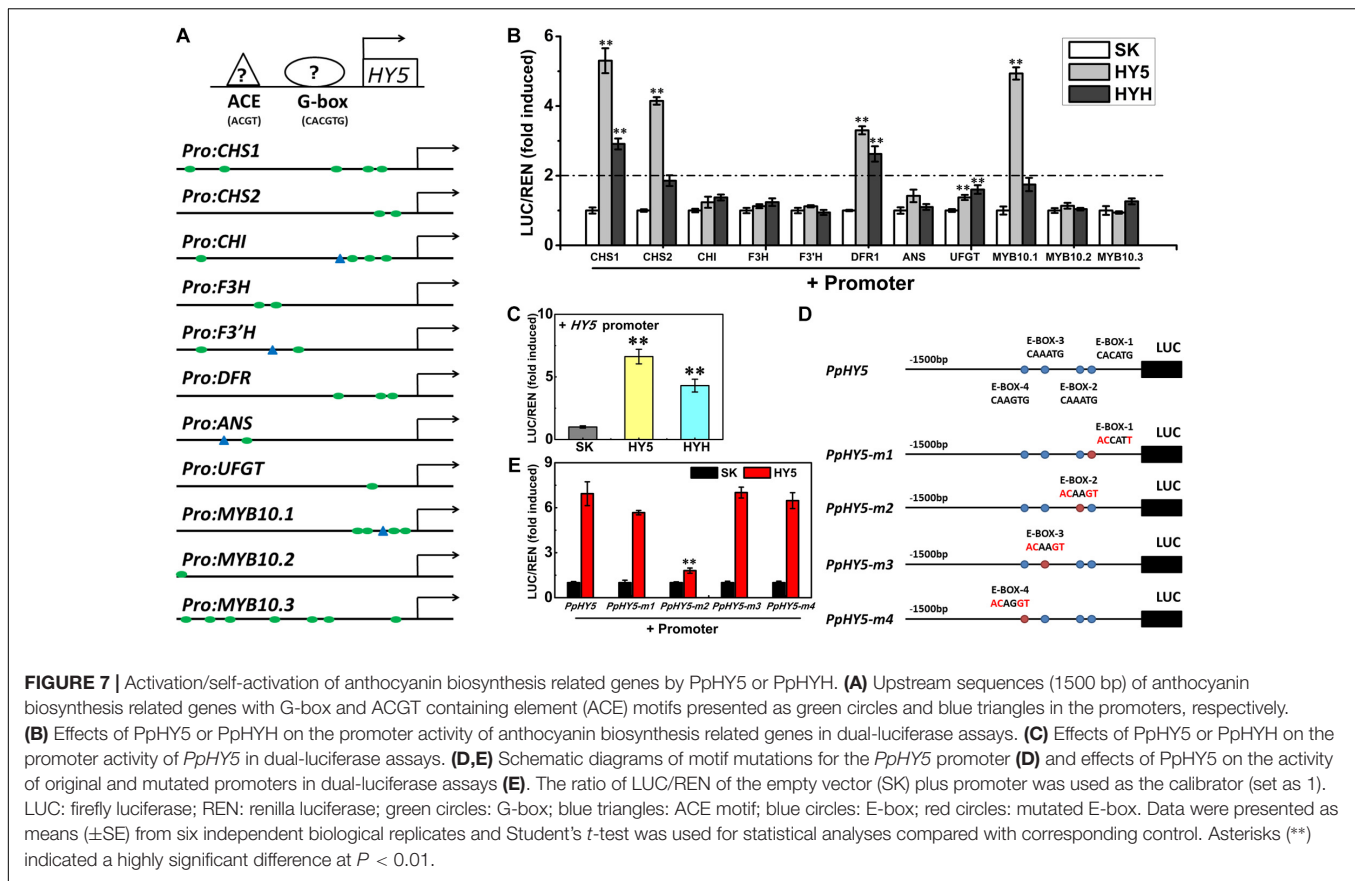 A
?
?
HY5
ACE
G-box
(ACGT)
(CACGTG)
Pro:CHS1
Pro:CHS2
Pro:CHI
Pro:F3H
Pro:F3’H
Pro:DFR
Pro:ANS
Pro:UFGT
Pro:MYB10.1
Pro:MYB10.2
Pro:MYB10.3
B
LUC/REN (fold induced)
6
4
2
0
SK
HY5
HYH
**
**
**
**
**
**
**
**
CHS1
CHS2
CHI
F3H
F3'H
DFR1
ANS
UFGT
MYB10.1
MYB10.2
MYB10.3
+ Promoter
C
LUC/REN (fold induced)
10
8
6
4
2
0
+ HY5 promoter
**
**
SK
HY5
HYH
D
E-BOX-3
CAAATG
E-BOX-1
CACATG
LUC
PpHY5
-1500bp
E-BOX-4
CAAGTG
E-BOX-2
CAAATG
E-BOX-1
ACCATT
LUC
PpHY5-m1
-1500bp
E-BOX-2
ACAAGT
LUC
PpHY5-m2
-1500bp
E-BOX-3
ACAAGT
LUC
PpHY5-m3
-1500bp
E-BOX-4
ACAGGT
LUC
PpHY5-m4
-1500bp
E
LUC/REN (fold induced)
9
6
3
0
SK
HY5
**
PpHY5
PpHY5-m1
PpHY5-m2
PpHY5-m3
PpHY5-m4
+ Promoter
FIGURE 7 | Activation/self-activation of anthocyanin biosynthesis related genes by PpHY5 or PpHYH. (A) Upstream sequences (1500 bp) of anthocyanin
biosynthesis related genes with G-box and ACGT containing element (ACE) motifs presented as green circles and blue triangles in the promoters, respectively.
(B) Effects of PpHY5 or PpHYH on the promoter activity of anthocyanin biosynthesis related genes in dual-luciferase assays. (C) Effects of PpHY5 or PpHYH on the
promoter activity of PpHY5 in dual-luciferase assays. (D,E) Schematic diagrams of motif mutations for the PpHY5 promoter (D) and effects of PpHY5 on the activity
of original and mutated promoters in dual-luciferase assays (E). The ratio of LUC/REN of the empty vector (SK) plus promoter was used as the calibrator (set as 1).
LUC: firefly luciferase; REN: renilla luciferase; green circles: G-box; blue triangles: ACE motif; blue circles: E-box; red circles: mutated E-box. Data were presented as
means (±SE) from six independent biological replicates and Student’s t-test was used for statistical analyses compared with corresponding control. Asterisks (**)
indicated a highly significant difference at P < 0.01.